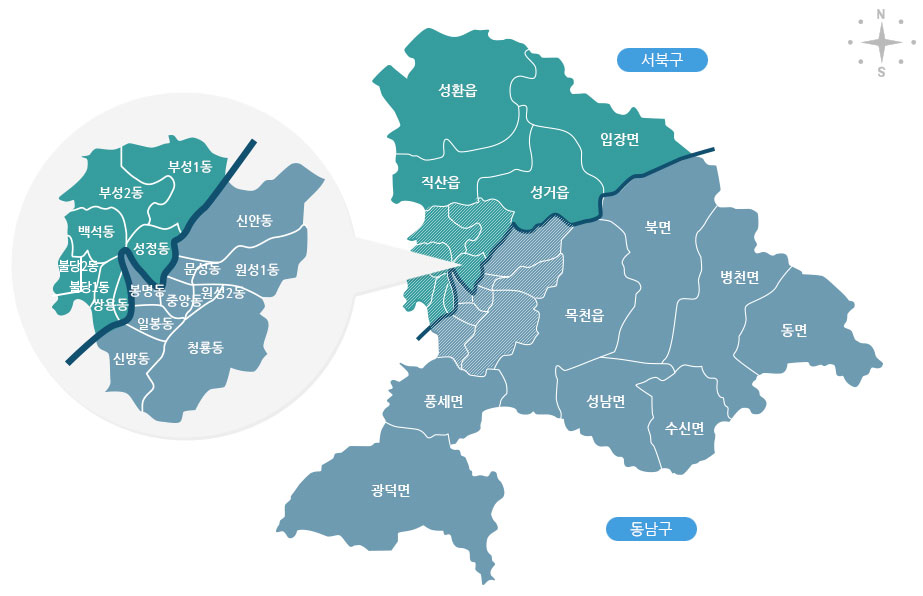 N
S
서북구
성환읍
입장면
직산읍
성거읍
부성1동
부성2동
백석동
성정동
신안동
불당2동
문성동
원성1동
불당1동
봉명동
중앙동
원성2동
쌍용동
일봉동
신방동
청룡동
북면
병천면
목천읍
동면
풍세면
성남면
수신면
광덕면
동남구